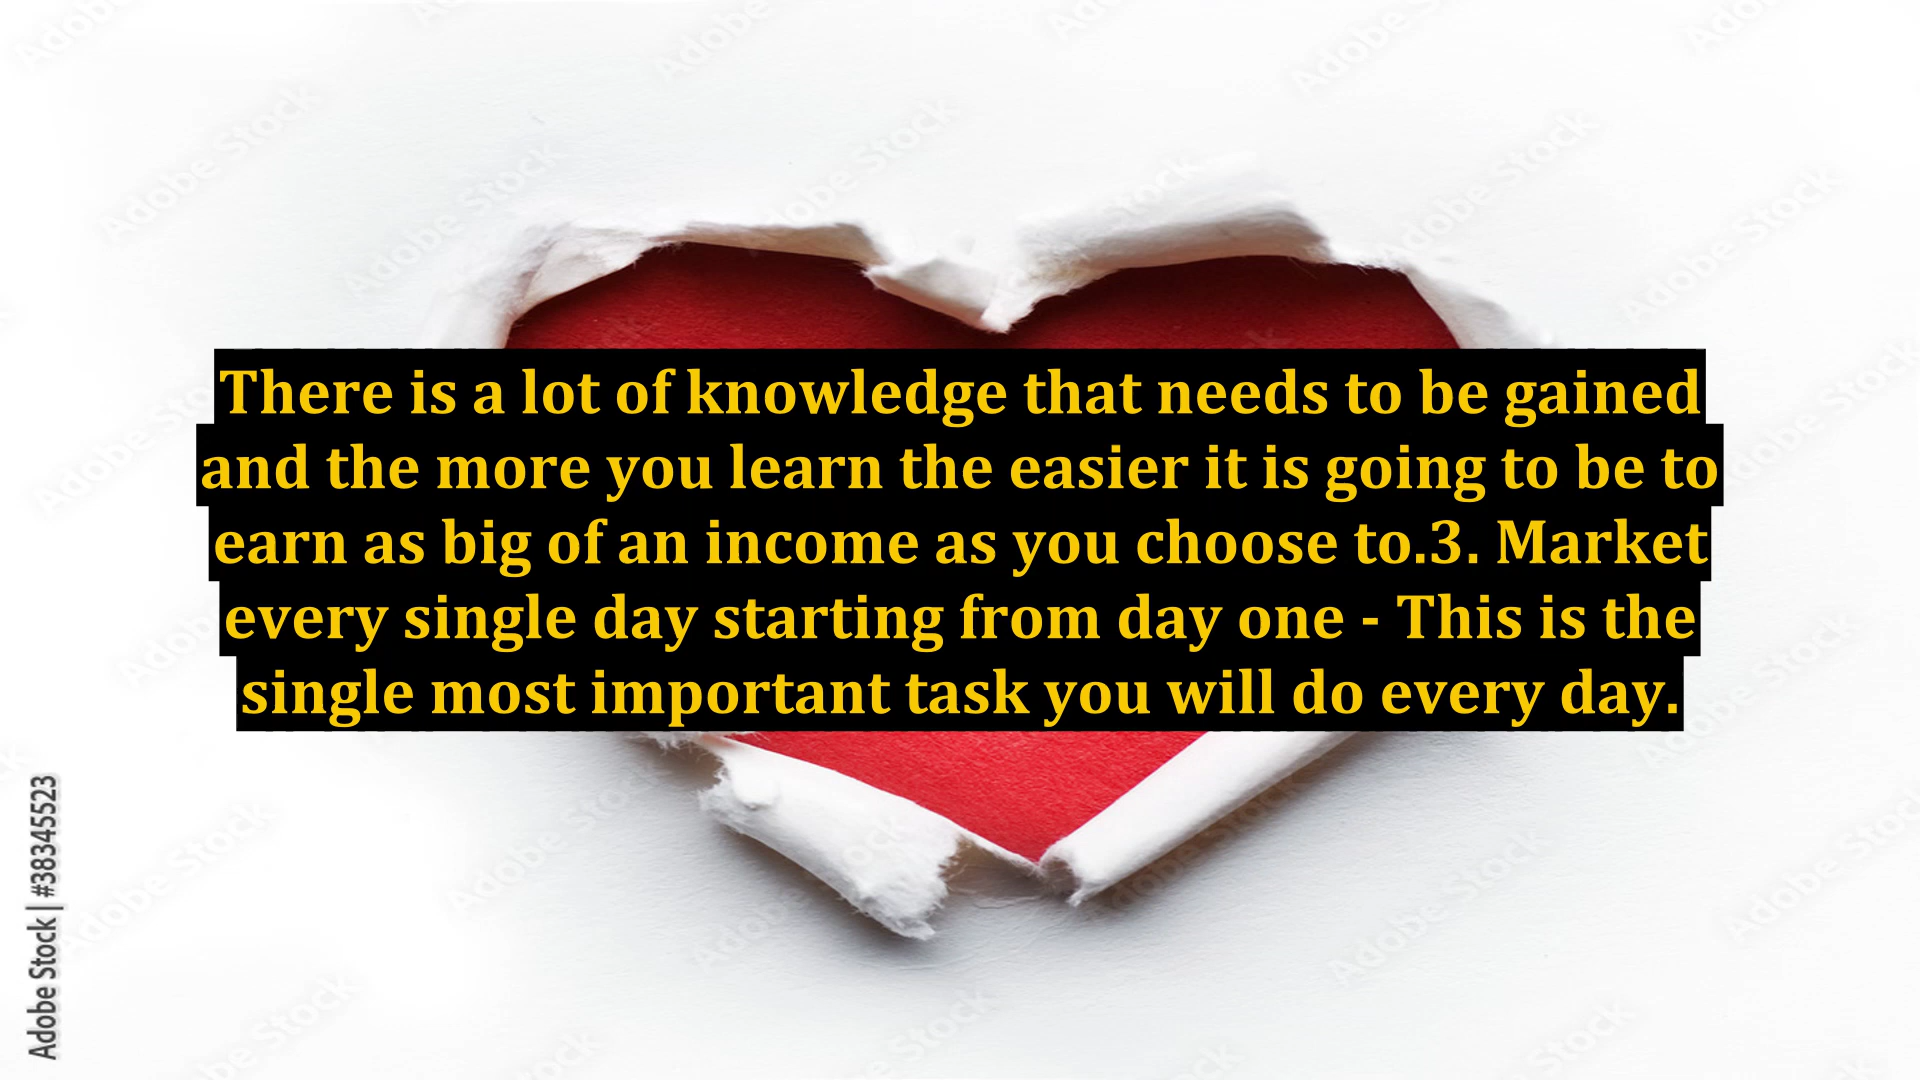 There is a lot of knowledge that needs to be gained
and the more you learn the easier it is going to be to
earn as big of an income as you choose to.3. Market
every single day starting from day one - This is the
single most important task you will do every day.
Adobe Stock | #38345523